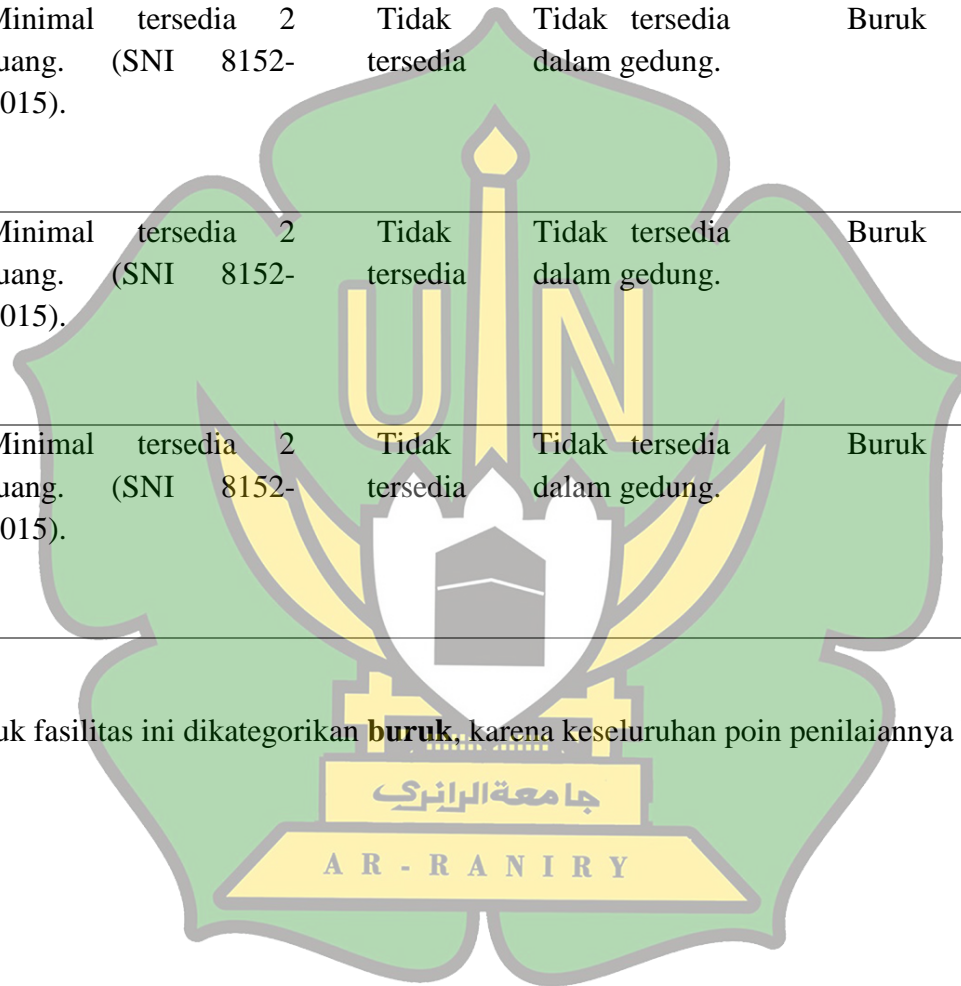 Minimal tersedia 2 Tidak Tidak tersedia Buruk
uang. (SNI 8152- tersedia dalam gedung.
015).
Minimal tersedia 2 Tidak Tidak tersedia Buruk
uang. (SNI 8152- tersedia dalam gedung.
015).
UIN
Minimal tersedia 2 Tidak Tidak tersedia Buruk
uang. (SNI 8152- tersedia dalam gedung.
015).
uk fasilitas ini dikategorikan buruk, karena keseluruhan poin penilaiannya
جامعة الرانري
AR-RANIRY